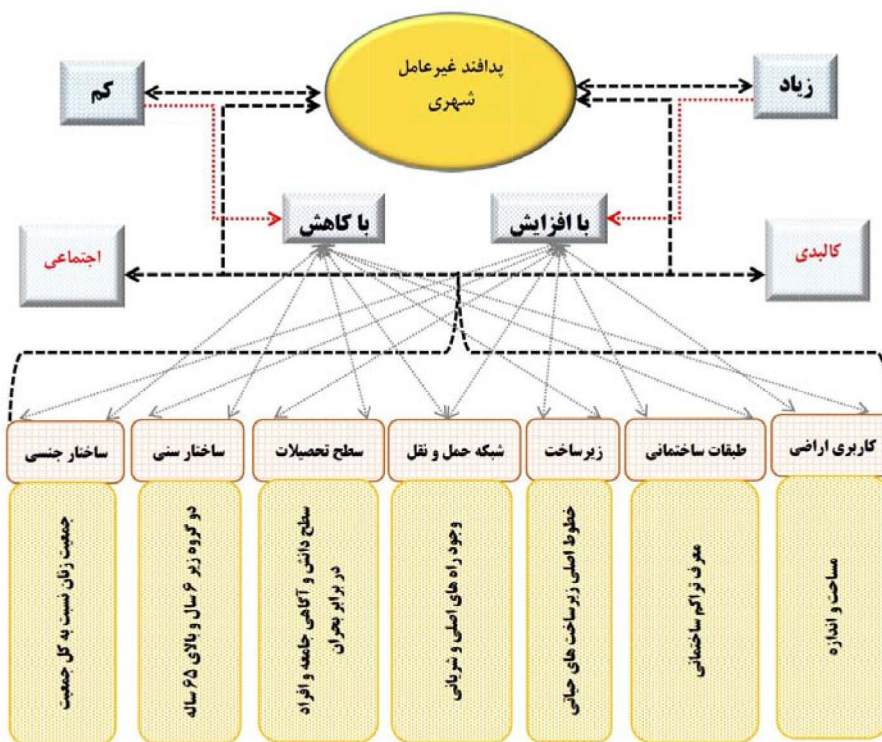 پدافند غیرعامل
شهری
زیاد
کم
با افزایش
با کاهش
کالبدی
اجتماعی
کاربری اراضی
طبقات ساختمانی
زیرساخت
شبکه حمل و نقل
سطح تحصیلات
ساختار سنی
ساختار جنسی
مساحت و اندازه
معرف تراکم ساختمانی
خطوط اصلی زیرساخت های حیاتی
وجود راه های اصلی و شریانی
سطح دانش و آگاهی جامعه و افراد
در برابر بحران
دو گروه زیر ۶ سال و بالای ۶۵ ساله
جمعیت زنان نسبت به کل جمعیت